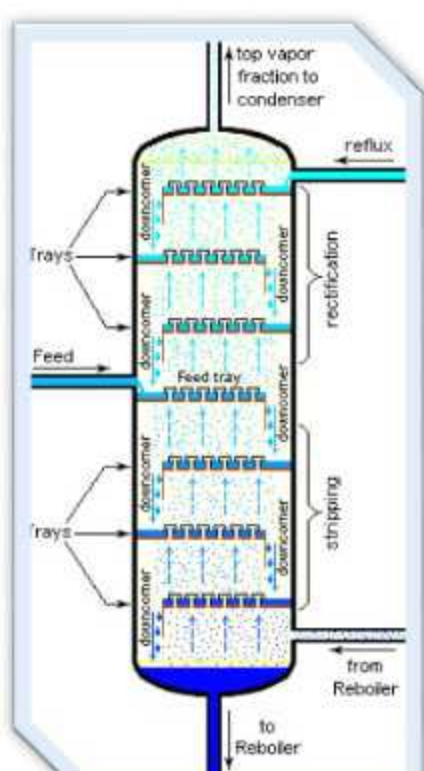 top vapor
fraction to
condenser
reflux
downcomer
Trays
downcomer
rectification
downcomer
Feed
Feed tray
downcomer
downcomer
Trays
stripping
downcomer
downcomer
from
Reboiler
to
Reboiler